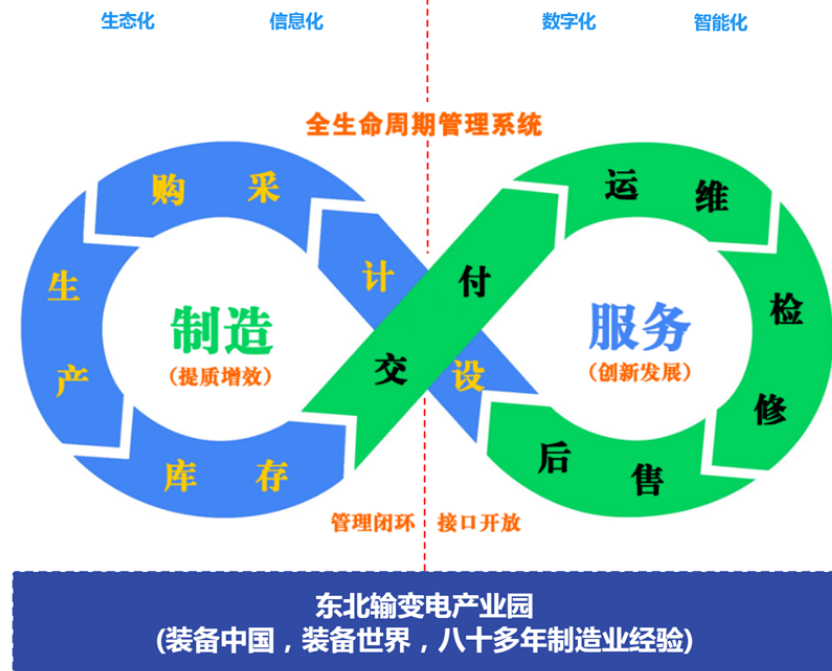 生态化 信息化 数字化 智能化
全生命周期管理系统
采购
运维
设计
交付
生产
检修
制造
(提质增效)
服务
(创新发展)
库存
后售
管理闭环 接口开放
东北输变电产业园
(装备中国，装备世界，八十多年制造业经验)